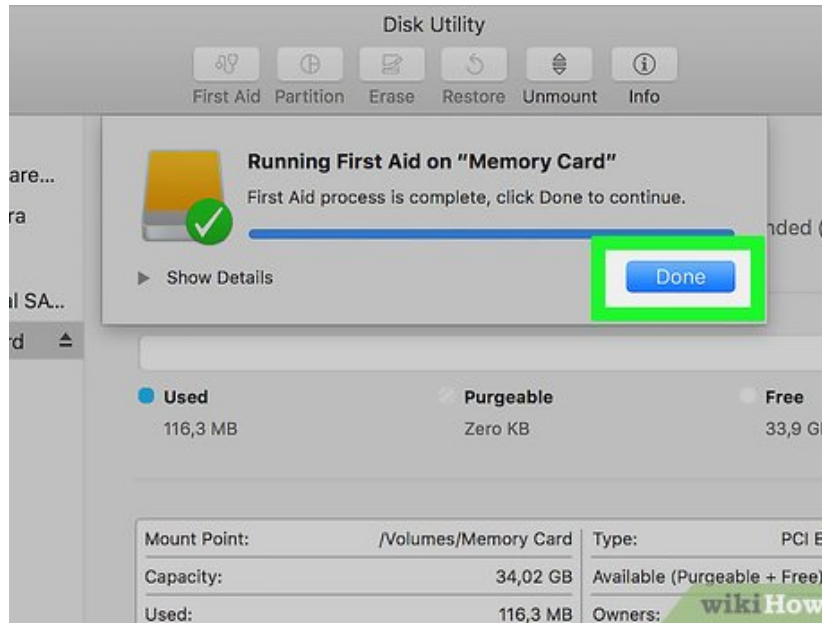 Disk Utility
First Aid Partition Erase Restore Unmount Info
Running First Aid on "Memory Card"
First Aid process is complete, click Done to continue.
are...
ra
nded (
Show Details
Done
al SA...
rd
Used Purgeable Free
116,3 MB Zero KB 33,9 G
Mount Point: /Volumes/Memory Card Type: PCI E
Capacity: 34,02 GB Available (Purgeable + Free)
Used: 116,3 MB Owners:
wikiHow